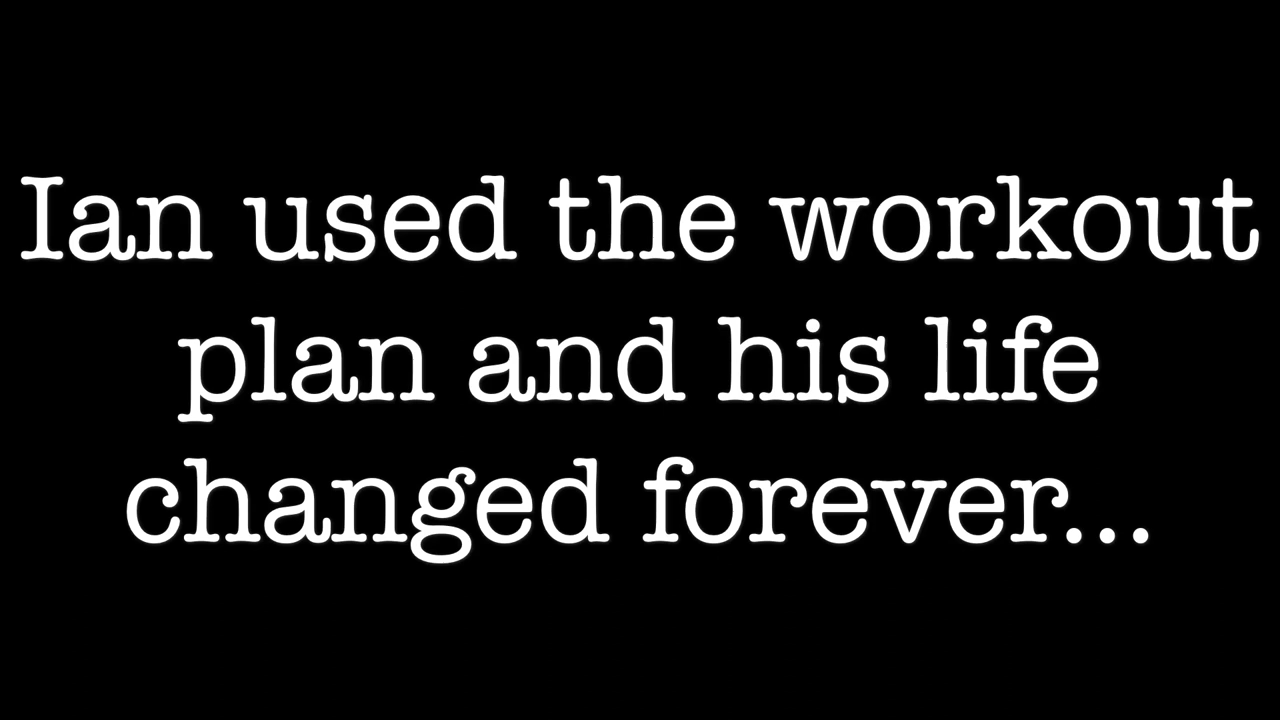 Ian used the workout
plan and his life
changed forever...